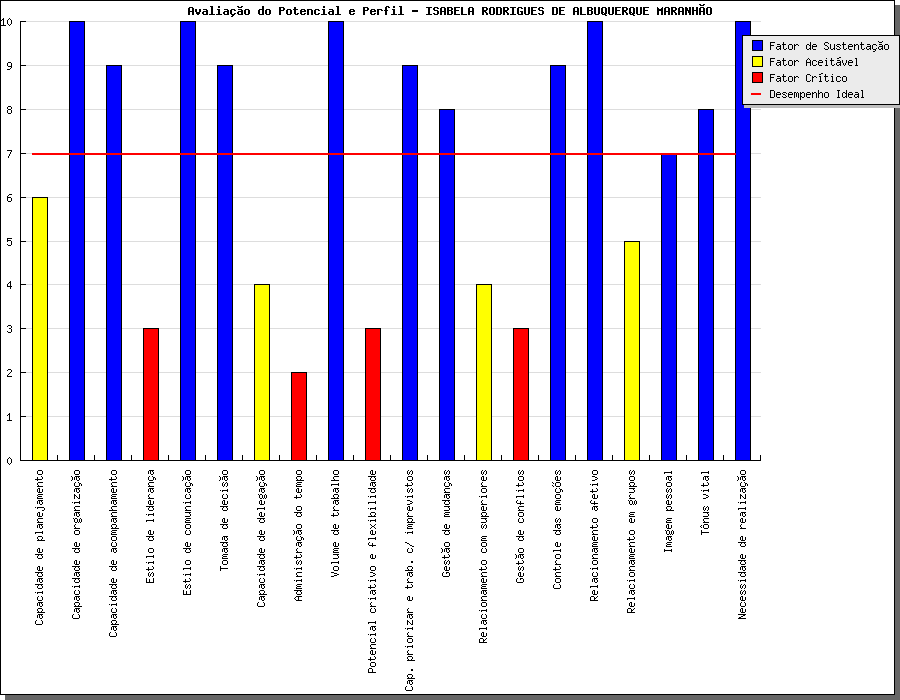 Avaliação do Potencial e Perfil - ISABELA RODRIGUES DE ALBUQUERQUE MARANHÃO
10
9
8
7
6
5
4
3
2
1
0
Fator de Sustentação
Fator Aceitável
Fator Crítico
Desempenho Ideal
Capacidade de planejamento
Capacidade de organização
Capacidade de acompanhamento
Estilo de liderança
Estilo de comunicação
Tomada de decisão
Capacidade de delegação
Administração do tempo
Volume de trabalho
Potencial criativo e flexibilidade
Cap. priorizar e trab. c/ imprevistos
Gestão de mudanças
Relacionamento com superiores
Gestão de conflitos
Controle das emoções
Relacionamento afetivo
Relacionamento em grupos
Imagem pessoal
Tônus vital
Necessidade de realização